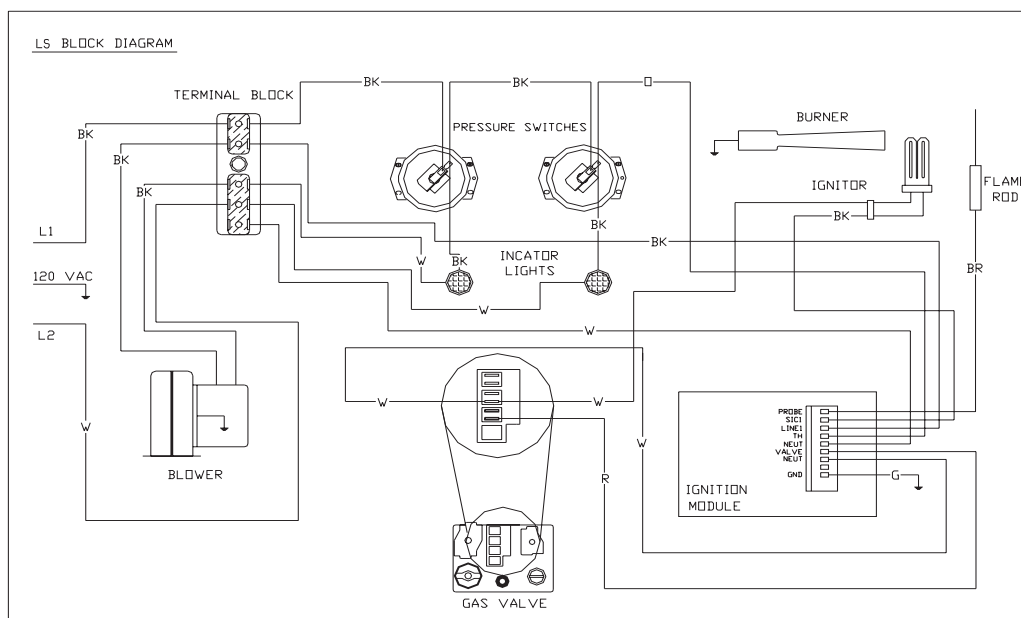 LS BLOCK DIAGRAM
BK
BK
O
TERMINAL BLOCK
BURNER
BK
PRESSURE SWITCHES
BK
IGNITOR
FLAME
ROD
BK
BK
BK
L1
BK
W
BK
INCATOR
LIGHTS
BR
120 VAC
W
W
L2
W
W
W
W
PROBE
SIC1
LINE1
TH
NEUT
VALVE
NEUT
GND
G
BLOWER
R
IGNITION
MODULE
GAS VALVE